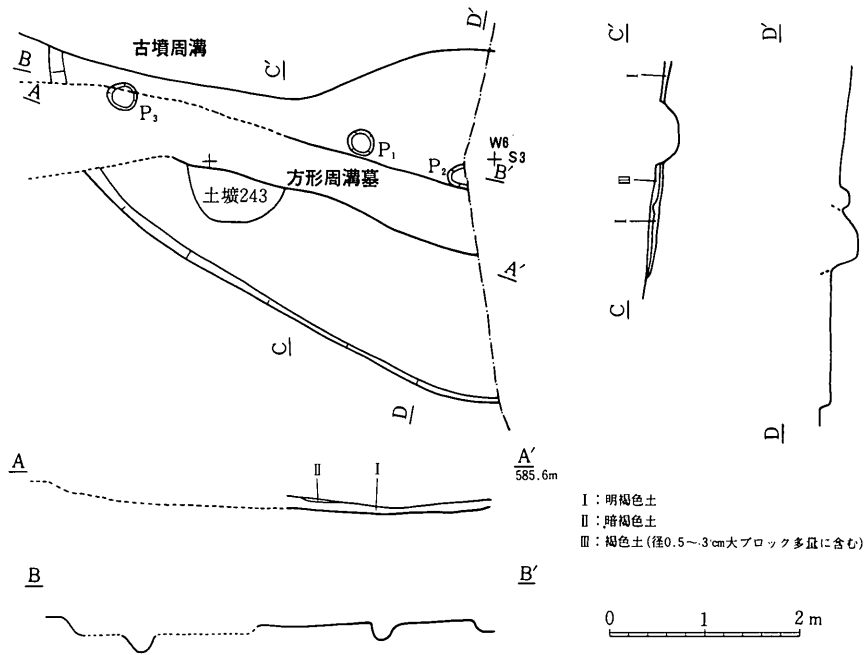 古墳周溝
B
A
P₃
C'
D'
P₁
P₂
W6
S3
B'
方形周溝墓
土壙243
A'
C
D
C'
Ⅰ
Ⅲ
Ⅰ
C
D'
D
A
Ⅱ
Ⅰ
A'
585.6m
B
B'
Ⅰ：明褐色土
Ⅱ：暗褐色土
Ⅲ：褐色土(径0.5～3cm大ブロック多量に含む)
0 1 2 m